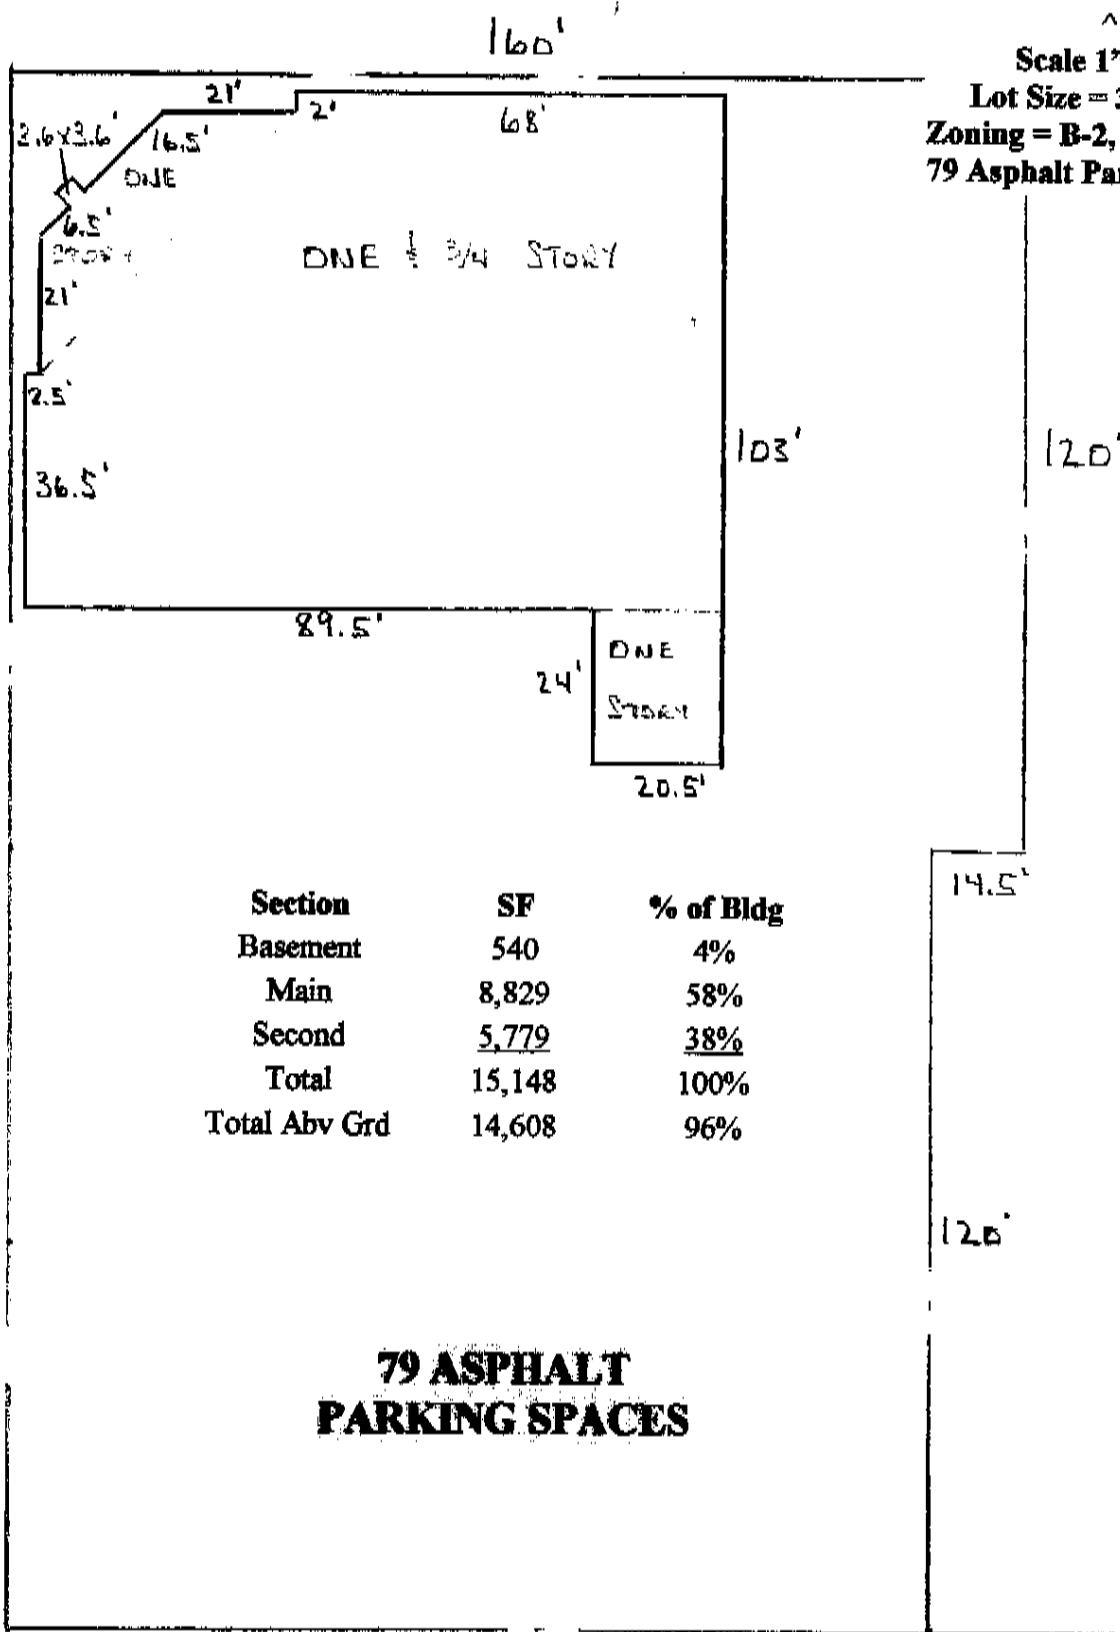 160'
Scale 1"
Lot Size =
Zoning = B-2,
79 Asphalt Par
21'
2'
68'
3.6x3.6'
16.5'
ONE
6.5'
STORY
ONE & 3/4 STORY
21'
2.5'
103'
120'
36.5'
89.5'
ONE
24'
STORY
20.5'
14.5'
Section SF % of Bldg
Basement 540 4%
Main 8,829 58%
Second 5,779 38%
Total 15,148 100%
Total Abv Grd 14,608 96%
120'
79 ASPHALT
PARKING SPACES